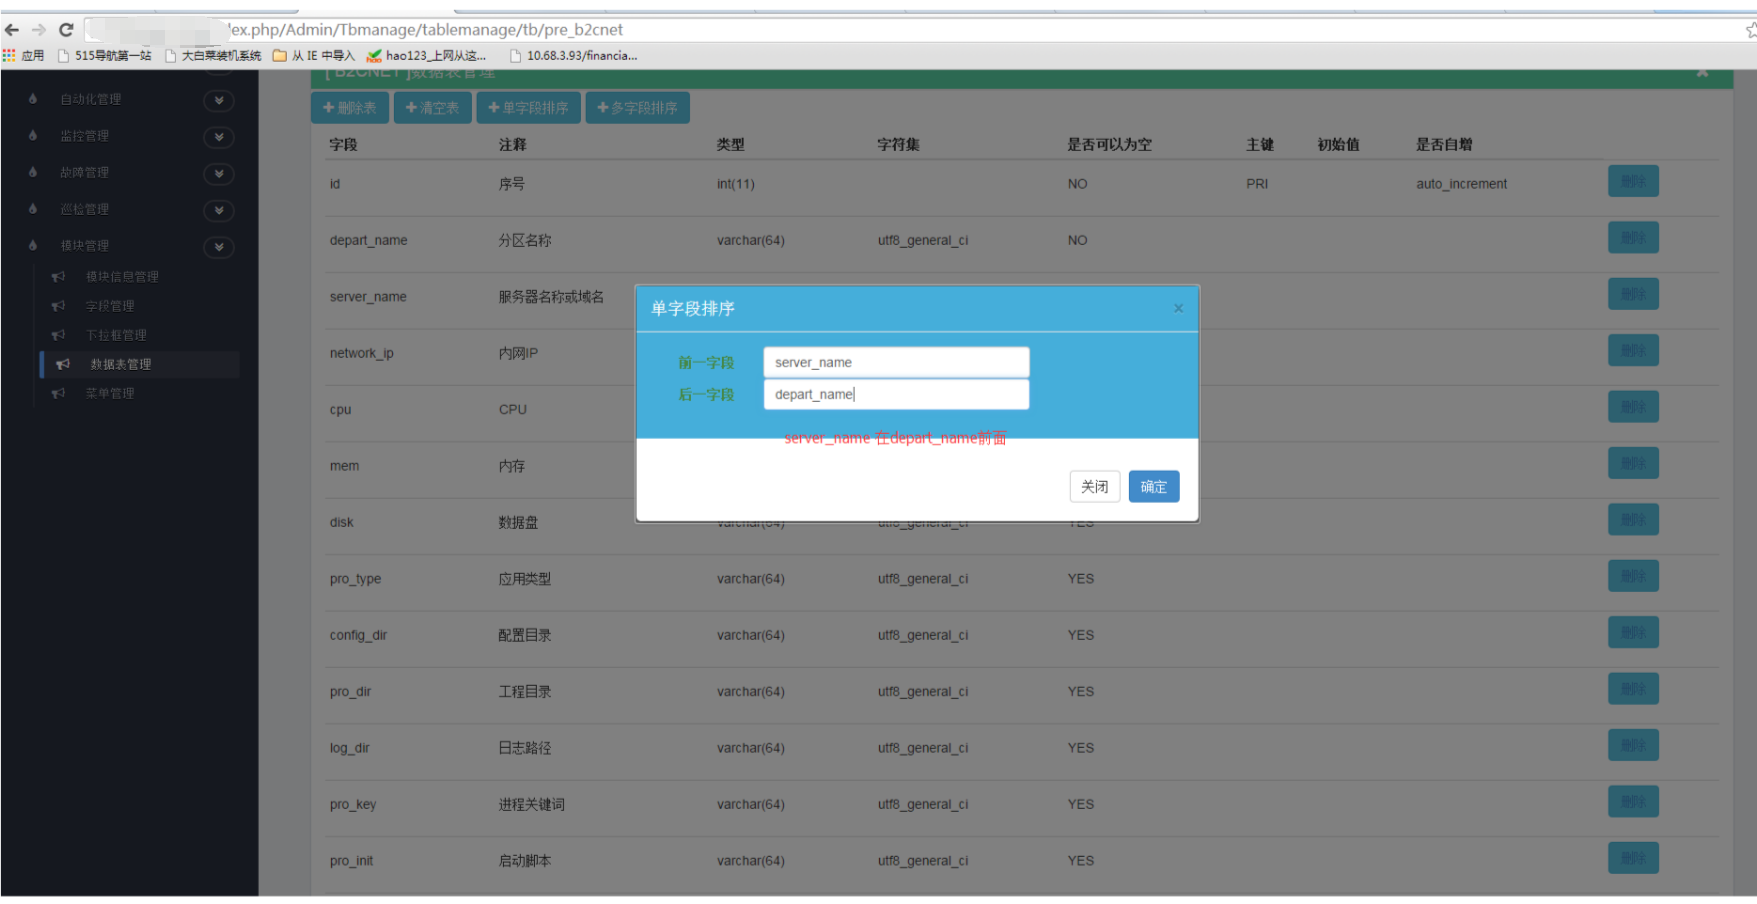 lex.php/Admin/Tbmanage/tablemanage/tb/pre_b2cnet
应用 515导航第一站 大白菜装机系统 从 IE 中导入 hao123_上网从这... 10.68.3.93/financia...
[ B2CNET ]数据表管理
自动化管理
监控管理
故障管理
巡检管理
模块管理
模块信息管理
字段管理
下拉框管理
数据表管理
菜单管理
删除表 清空表 单字段排序 多字段排序
字段 注释 类型 字符集 是否可以为空 主键 初始值 是否自增
id 序号 int(11) NO PRI auto_increment 删除
depart_name 分区名称 varchar(64) utf8_general_ci NO 删除
server_name 服务器名称或域名 删除
network_ip 内网IP 删除
cpu CPU 删除
mem 内存 删除
disk 数据盘 varchar(64) utf8_general_ci YES 删除
pro_type 应用类型 varchar(64) utf8_general_ci YES 删除
config_dir 配置目录 varchar(64) utf8_general_ci YES 删除
pro_dir 工程目录 varchar(64) utf8_general_ci YES 删除
log_dir 日志路径 varchar(64) utf8_general_ci YES 删除
pro_key 进程关键词 varchar(64) utf8_general_ci YES 删除
pro_init 启动脚本 varchar(64) utf8_general_ci YES 删除
单字段排序 ×
前一字段 server_name
后一字段 depart_name
server_name 在depart_name前面
关闭 确定